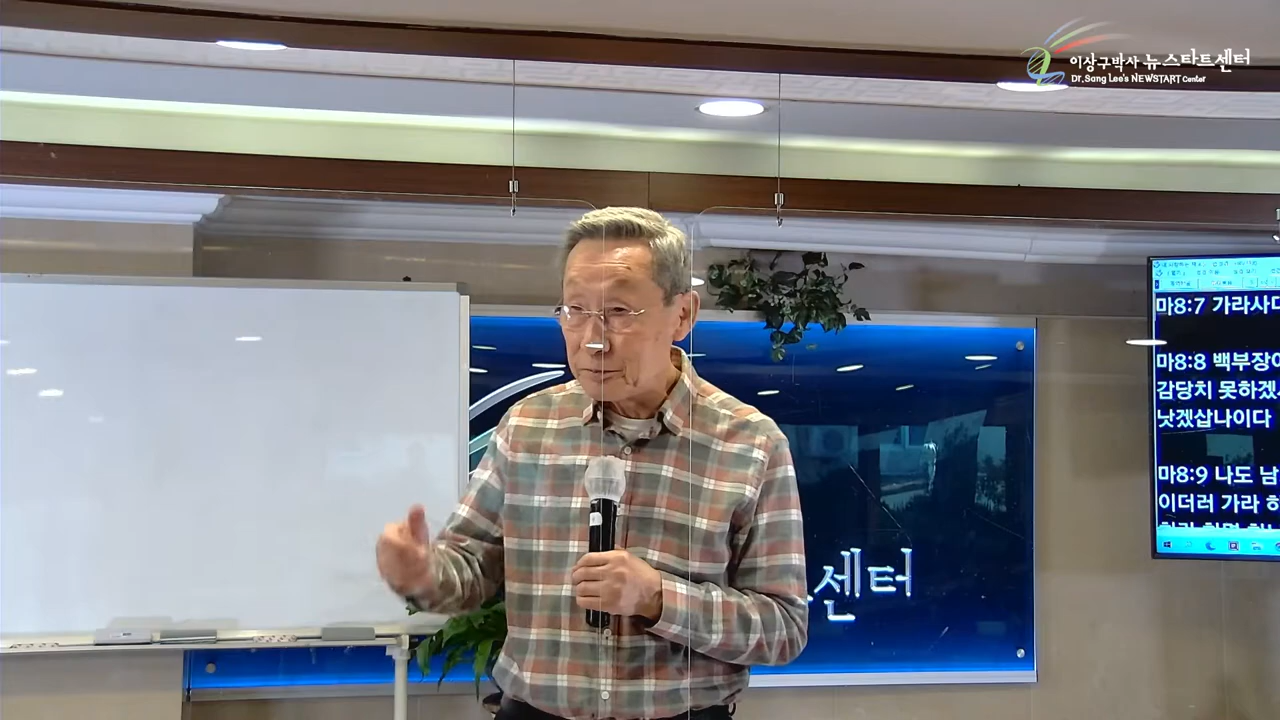 이상구박사 뉴스타트센터
Dr. Sang Lee's NEWSTART Center
마8:7 가라사대
마8:8 백부장이
감당치 못하겠
낫겠삽나이다
마8:9 나도 남
이더러 가라 하
센터